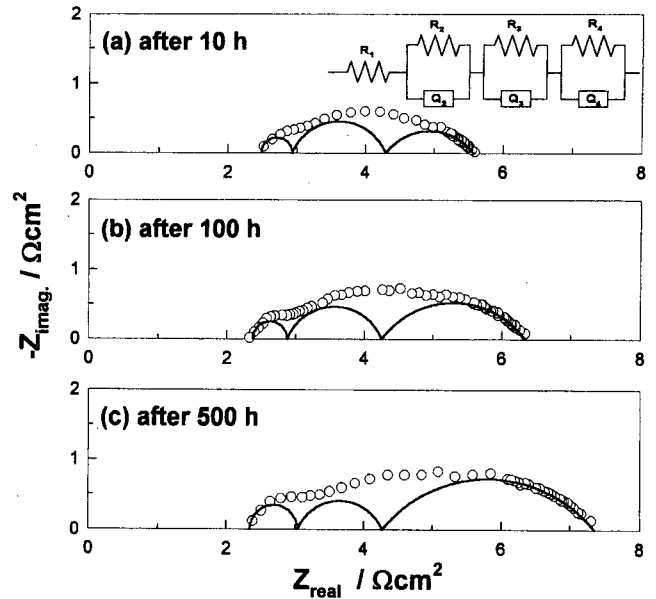 (a) after 10 h
R1
R2
R3
R4
Q2
Q3
Q4
2
1
0
0 2 4 6 8
(b) after 100 h
2
1
0
0 2 4 6 8
(c) after 500 h
2
1
0
0 2 4 6 8
-Zimag. / Ωcm²
Zreal / Ωcm²